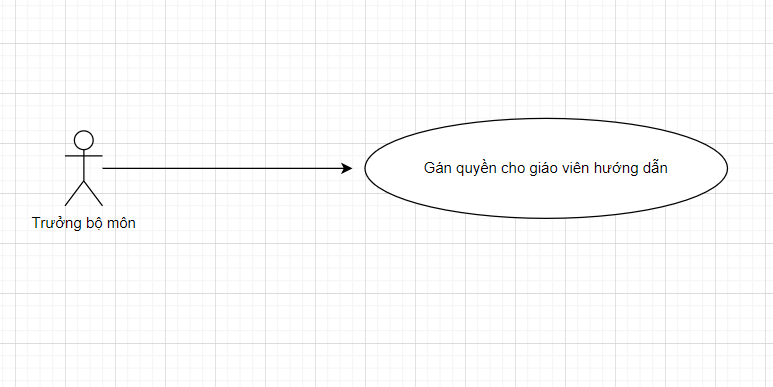 Gán quyền cho giáo viên hướng dẫn
Trưởng bộ môn